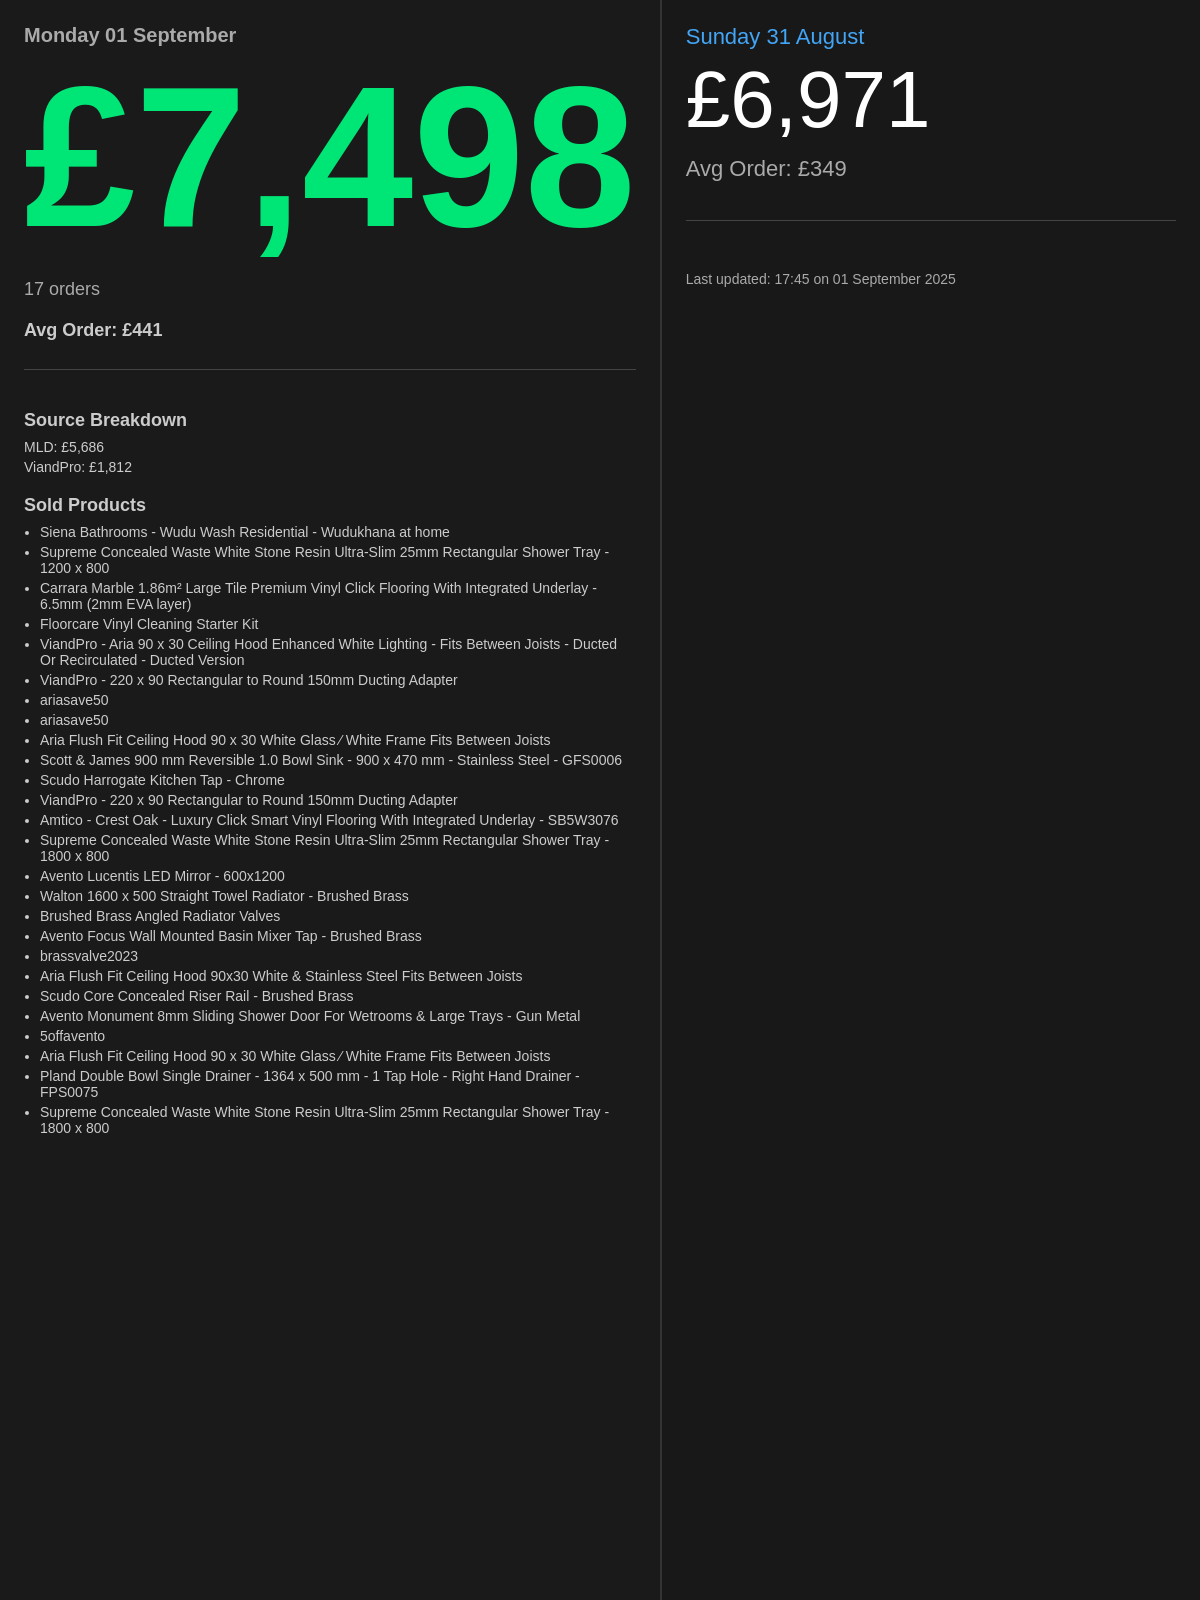 Monday 01 September
£7,498
17 orders
Avg Order: £441
Source Breakdown
MLD: £5,686
ViandPro: £1,812
Sold Products
• Siena Bathrooms - Wudu Wash Residential - Wudukhana at home
• Supreme Concealed Waste White Stone Resin Ultra-Slim 25mm Rectangular Shower Tray -
1200 x 800
• Carrara Marble 1.86m² Large Tile Premium Vinyl Click Flooring With Integrated Underlay -
6.5mm (2mm EVA layer)
• Floorcare Vinyl Cleaning Starter Kit
• ViandPro - Aria 90 x 30 Ceiling Hood Enhanced White Lighting - Fits Between Joists - Ducted
Or Recirculated - Ducted Version
• ViandPro - 220 x 90 Rectangular to Round 150mm Ducting Adapter
• ariasave50
• ariasave50
• Aria Flush Fit Ceiling Hood 90 x 30 White Glass ⁄ White Frame Fits Between Joists
• Scott & James 900 mm Reversible 1.0 Bowl Sink - 900 x 470 mm - Stainless Steel - GFS0006
• Scudo Harrogate Kitchen Tap - Chrome
• ViandPro - 220 x 90 Rectangular to Round 150mm Ducting Adapter
• Amtico - Crest Oak - Luxury Click Smart Vinyl Flooring With Integrated Underlay - SB5W3076
• Supreme Concealed Waste White Stone Resin Ultra-Slim 25mm Rectangular Shower Tray -
1800 x 800
• Avento Lucentis LED Mirror - 600x1200
• Walton 1600 x 500 Straight Towel Radiator - Brushed Brass
• Brushed Brass Angled Radiator Valves
• Avento Focus Wall Mounted Basin Mixer Tap - Brushed Brass
• brassvalve2023
• Aria Flush Fit Ceiling Hood 90x30 White & Stainless Steel Fits Between Joists
• Scudo Core Concealed Riser Rail - Brushed Brass
• Avento Monument 8mm Sliding Shower Door For Wetrooms & Large Trays - Gun Metal
• 5offavento
• Aria Flush Fit Ceiling Hood 90 x 30 White Glass ⁄ White Frame Fits Between Joists
• Pland Double Bowl Single Drainer - 1364 x 500 mm - 1 Tap Hole - Right Hand Drainer -
FPS0075
• Supreme Concealed Waste White Stone Resin Ultra-Slim 25mm Rectangular Shower Tray -
1800 x 800
Sunday 31 August
£6,971
Avg Order: £349
Last updated: 17:45 on 01 September 2025